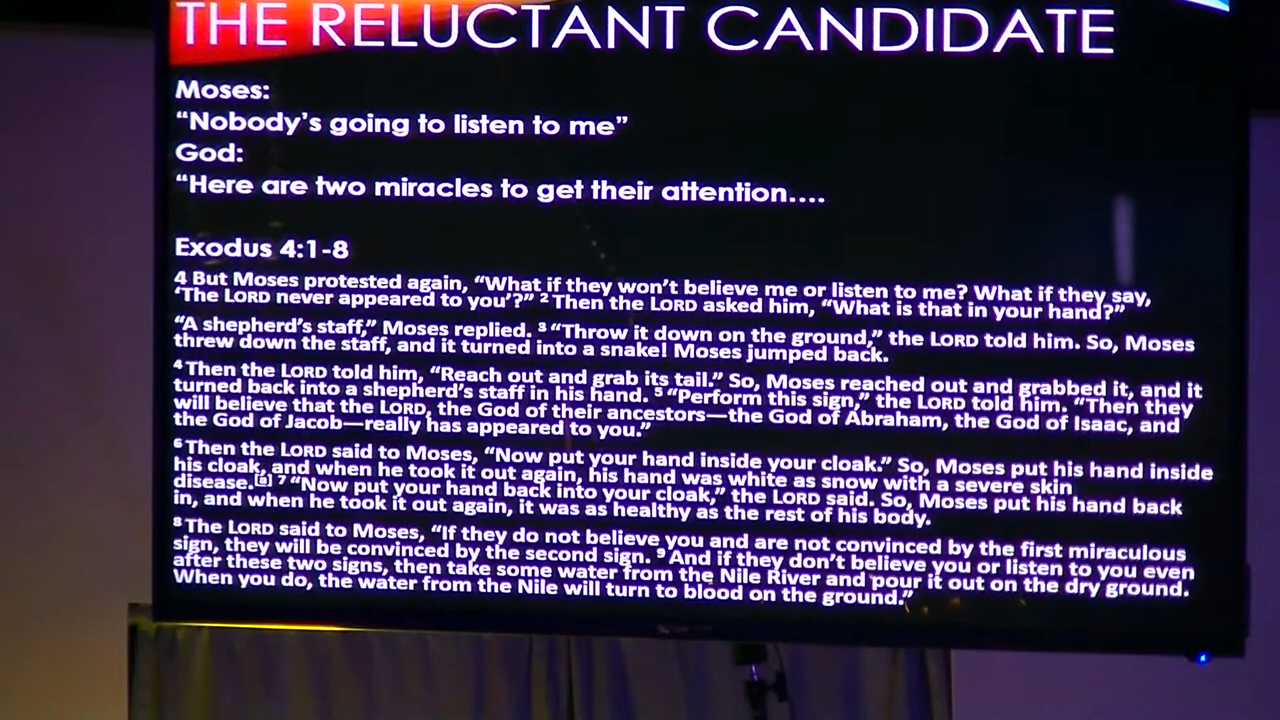 THE RELUCTANT CANDIDATE
Moses:
“Nobody’s going to listen to me”
God:
“Here are two miracles to get their attention….
Exodus 4:1-8
4 But Moses protested again, “What if they won’t believe me or listen to me? What if they say,
‘The LORD never appeared to you’?” 2 Then the LORD asked him, “What is that in your hand?”
“A shepherd’s staff,” Moses replied. 3 “Throw it down on the ground,” the LORD told him. So, Moses
threw down the staff, and it turned into a snake! Moses jumped back.
4 Then the LORD told him, “Reach out and grab its tail.” So, Moses reached out and grabbed it, and it
turned back into a shepherd’s staff in his hand. 5 “Perform this sign,” the LORD told him. “Then they
will believe that the LORD, the God of their ancestors—the God of Abraham, the God of Isaac, and
the God of Jacob—really has appeared to you.”
6 Then the LORD said to Moses, “Now put your hand inside your cloak.” So, Moses put his hand inside
his cloak, and when he took it out again, his hand was white as snow with a severe skin
disease.[a] 7 “Now put your hand back into your cloak,” the LORD said. So, Moses put his hand back
in, and when he took it out again, it was as healthy as the rest of his body.
8 The LORD said to Moses, “If they do not believe you and are not convinced by the first miraculous
sign, they will be convinced by the second sign. 9 And if they don’t believe you or listen to you even
after these two signs, then take some water from the Nile River and pour it out on the dry ground.
When you do, the water from the Nile will turn to blood on the ground.”